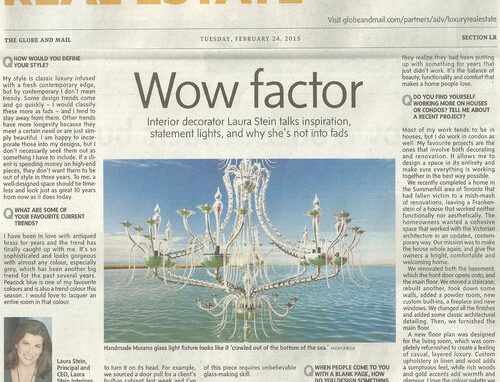 REAL ESTATE
Visit globeandmail.com/partners/adv/luxuryrealestate
THE GLOBE AND MAIL
TUESDAY, FEBRUARY 24, 2015
SECTION LR
Q HOW WOULD YOU DEFINE
YOUR STYLE?
My style is classic luxury infused
with a fresh contemporary edge,
but by contemporary I don't mean
trendy. Some design trends come
and go quickly – I would classify
these more as fads – and I tend to
stay away from them. Other trends
have more longevity because they
meet a certain need or are just sim-
ply beautiful. I am happy to incor-
porate those into my designs, but I
don't necessarily seek them out as
something I have to include. If a cli-
ent is spending money on high-end
pieces, they don't want them to be
out of style in three years. To me, a
well-designed space should be time-
less and look just as great 10 years
from now as it does today.
Q WHAT ARE SOME OF
YOUR FAVOURITE CURRENT
TRENDS?
I have been in love with antiqued
brass for years and the trend has
finally caught up with me. It's so
sophisticated and looks gorgeous
with almost any colour, especially
grey, which has been another big
trend for the past several years.
Peacock blue is one of my favourite
colours and is also a trend colour this
season. I would love to lacquer an
entire room in that colour.
Laura Stein,
Principal and
CEO, Laura
Stein Interiors
Wow factor
Interior decorator Laura Stein talks inspiration,
statement lights, and why she's not into fads
Handmade Morano glass light fixture looks like it 'crawled out of the bottom of the sea.' ANDROMEDA
to turn it on its head. For example,
we sourced a door pull for a client's
built-in cabinet last week and I've
of this piece requires unbelievable
glass-making skill.
Q WHEN PEOPLE COME TO YOU
WITH A BLANK PAGE, HOW
DO YOU DESIGN SOMETHING
they realize they had been putting
up with something for years that
just didn't work. It's the balance of
beauty, functionality and comfort that
makes a home people love.
Q DO YOU FIND YOURSELF
WORKING MORE ON HOUSES
OR CONDOS? TELL ME ABOUT
A RECENT PROJECT?
Most of my work tends to be in
houses, but I do work in condos as
well. My favourite projects are the
ones that involve both decorating
and renovation. It allows me to
design a space in its entirety and
make sure everything is working
together in the best way possible.
We recently completed a home in
the Summerhill area of Toronto that
had fallen victim to a mish-mash
of renovations, leaving a Franken-
stein of a house that worked neither
functionally nor aesthetically. The
homeowners wanted a cohesive
space that worked with the Victorian
architecture in an updated, contem-
porary way. Our mission was to make
the house whole again, and give the
owners a bright, comfortable and
welcoming home.
We renovated both the basement
which the front door opens onto, and
the main floor. We moved a staircase,
rebuilt another, took down some
walls, added a powder room, new
custom built-ins, a fireplace and new
windows. We changed all the finishes
and added some classic architectural
detailing. Then, we furnished the
main floor.
A new floor plan was designed
for the living room, which was com-
pletely refurnished to create a feeling
of casual, layered luxury. Custom
upholstery in linen and wool adds
a sumptuous feel, while rich wood
and gold accents add modern and